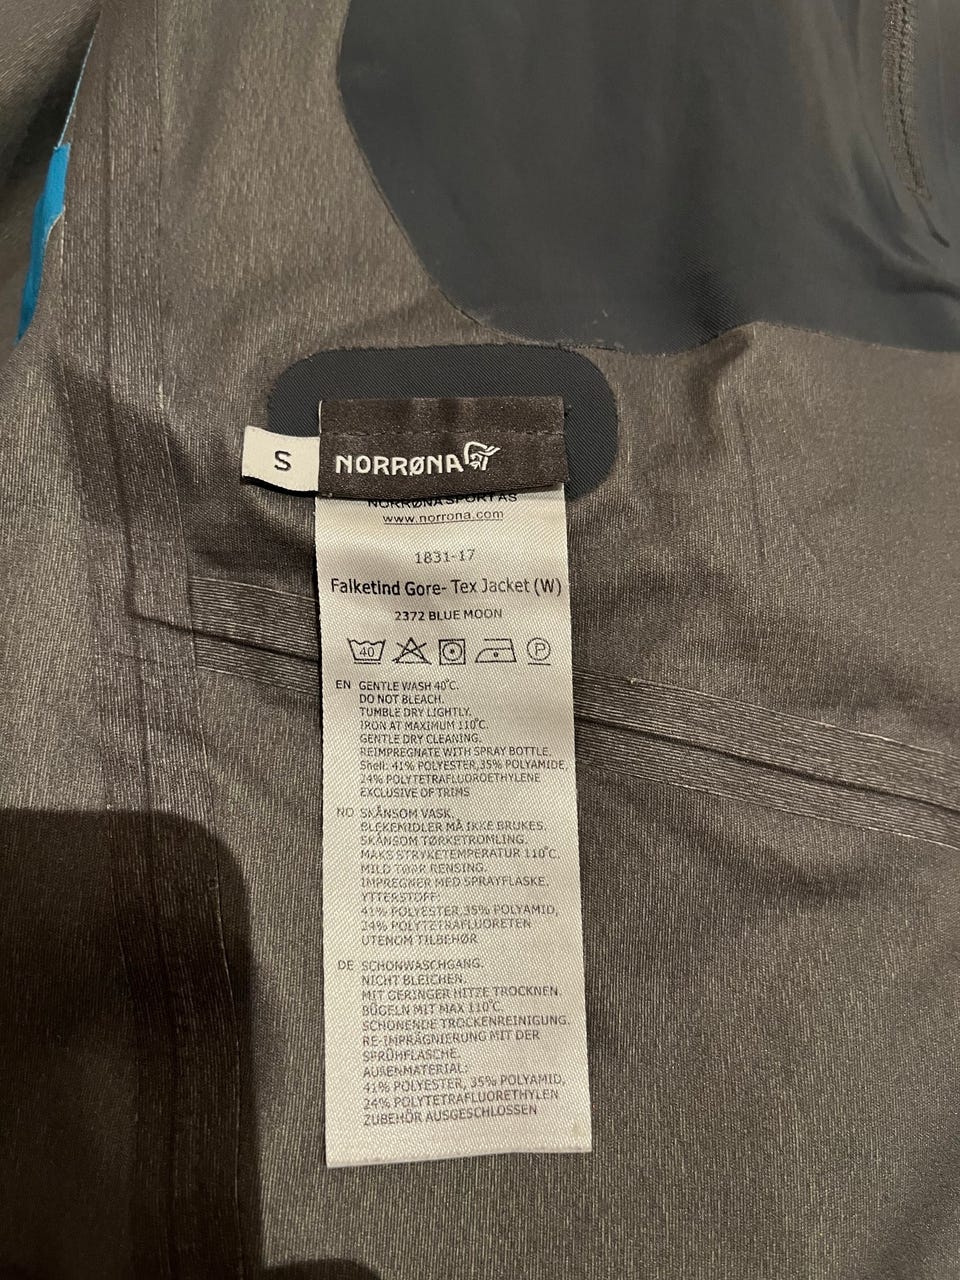 S
NORRØNA
NORRØNA SPORT AS
www.norrona.com
1831-17
Falketind Gore- Tex Jacket (W)
2372 BLUE MOON
40 P
EN GENTLE WASH 40°C.
DO NOT BLEACH.
TUMBLE DRY LIGHTLY.
IRON AT MAXIMUM 110°C.
GENTLE DRY CLEANING.
REIMPREGNATE WITH SPRAY BOTTLE.
Shell: 41% POLYESTER,35% POLYAMIDE,
24% POLYTETRAFLUOROETHYLENE
EXCLUSIVE OF TRIMS
NO SKÅNSOM VASK.
BLEKEMIDLER MÅ IKKE BRUKES.
SKÅNSOM TØRKETROMLING.
MAKS STRYKETEMPERATUR 110°C.
MILD TØRR RENSING.
IMPREGNER MED SPRAYFLASKE.
YTTERSTOFF:
41% POLYESTER,35% POLYAMID,
24% POLYTETRAFLUORETEN
UTENOM TILBEHØR
DE SCHONWASCHGANG.
NICHT BLEICHEN.
MIT GERINGER HITZE TROCKNEN.
BÜGELN MIT MAX 110°C.
SCHONENDE TROCKENREINIGUNG.
RE-IMPRÄGNIERUNG MIT DER
SPRÜHFLASCHE.
AUßENMATERIAL:
41% POLYESTER, 35% POLYAMID,
24% POLYTETRAFLUORETHYLEN
ZUBEHÖR AUSGESCHLOSSEN